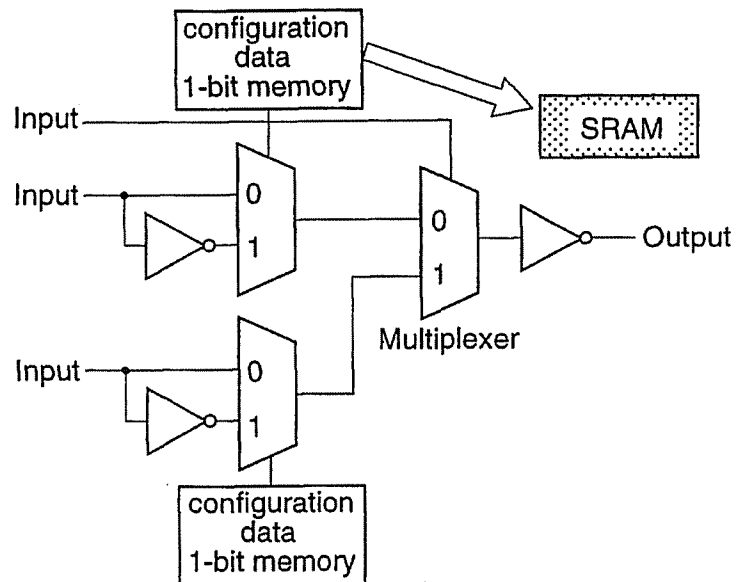 configuration
data
1-bit memory
Input
SRAM
Input
0
1
0
1
Output
Multiplexer
Input
0
1
configuration
data
1-bit memory